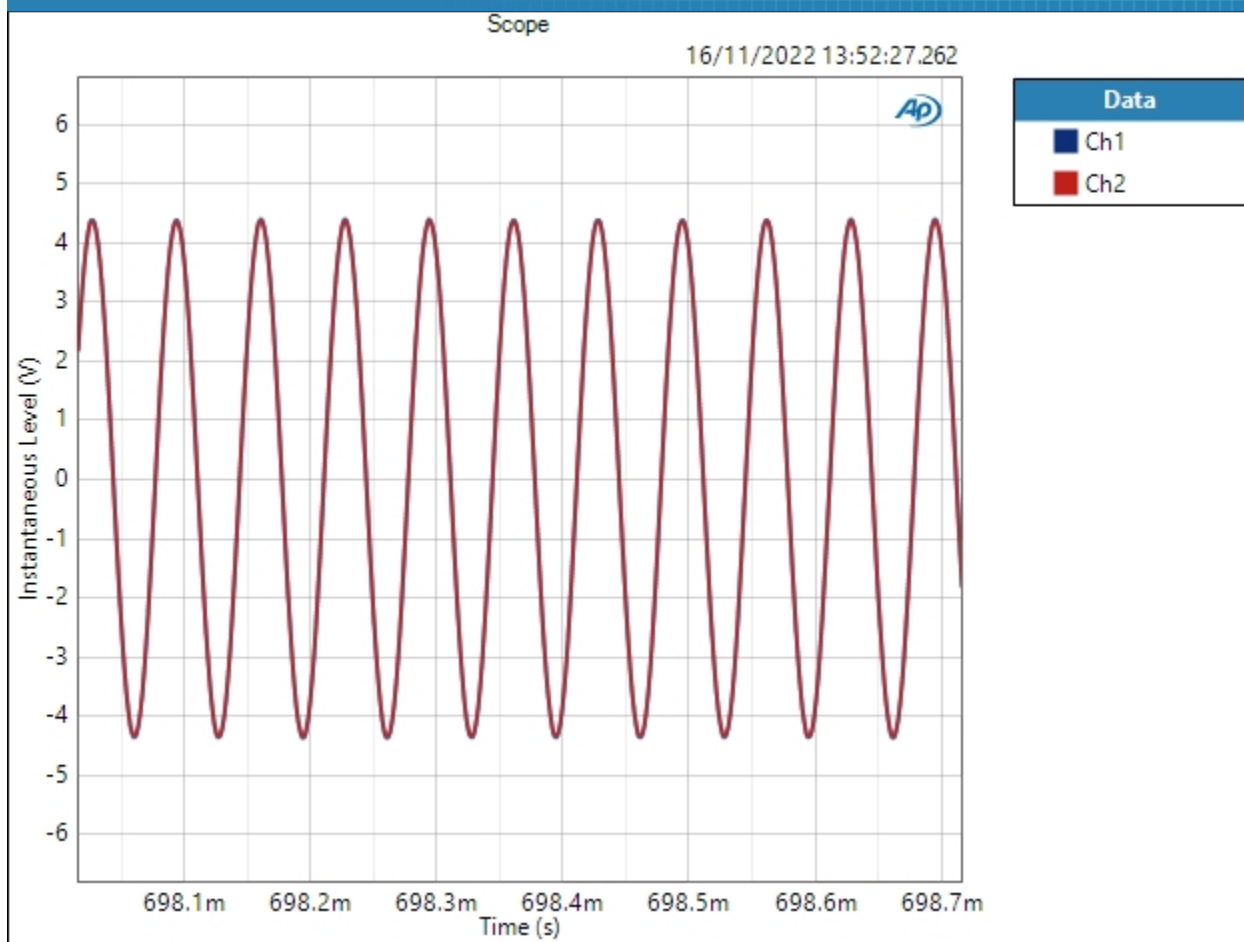 Scope
16/11/2022 13:52:27.262
AP
Data
Ch1
Ch2
Instantaneous Level (V)
6
5
4
3
2
1
0
-1
-2
-3
-4
-5
-6
698.1m 698.2m 698.3m 698.4m 698.5m 698.6m 698.7m
Time (s)